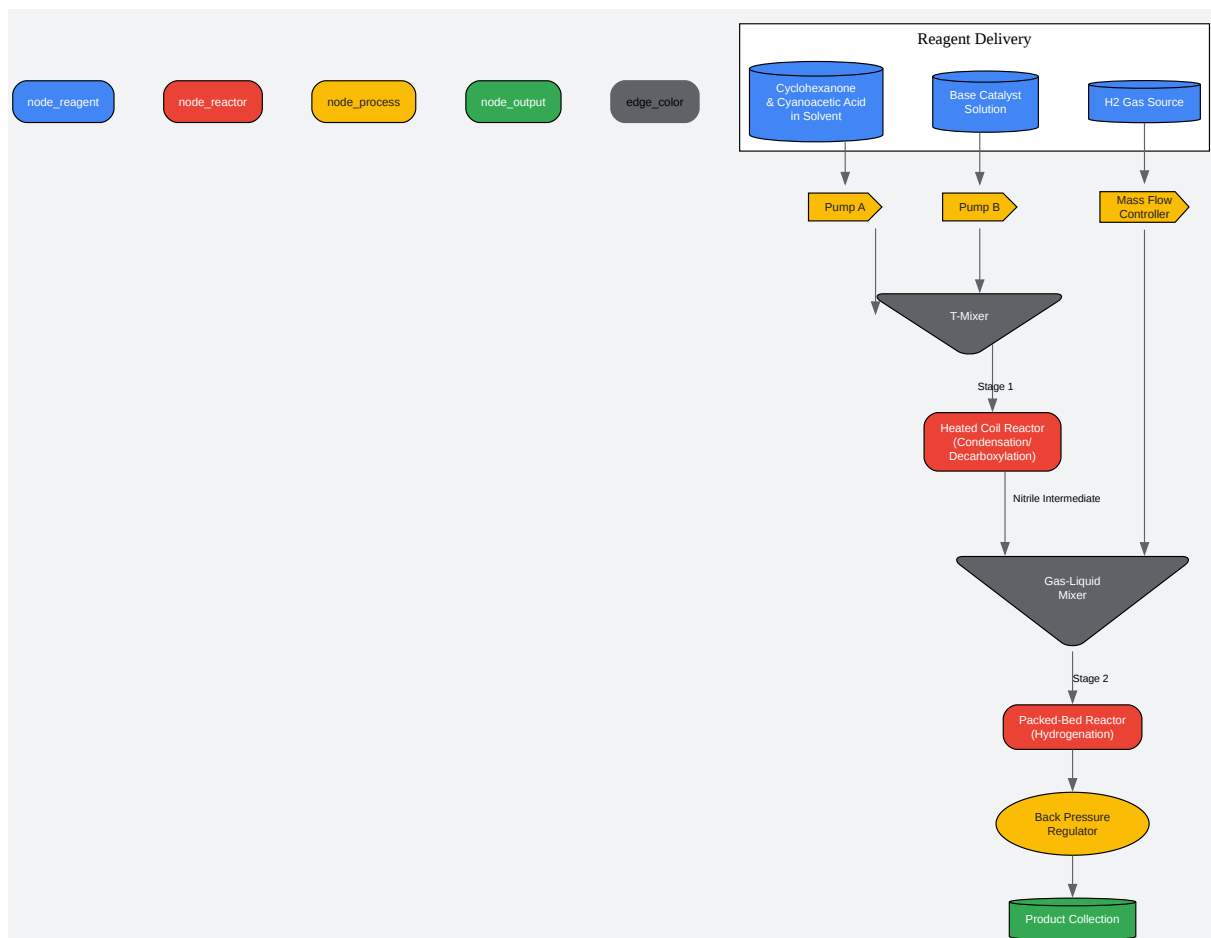 Reagent Delivery
node_reagent
node_reactor
node_process
node_output
edge_color
Cyclohexanone
& Cyanoacetic Acid
in Solvent
Base Catalyst
Solution
H2 Gas Source
Pump A
Pump B
Mass Flow
Controller
T-Mixer
Stage 1
Heated Coil Reactor
(Condensation/
Decarboxylation)
Nitrile Intermediate
Gas-Liquid
Mixer
Stage 2
Packed-Bed Reactor
(Hydrogenation)
Back Pressure
Regulator
Product Collection